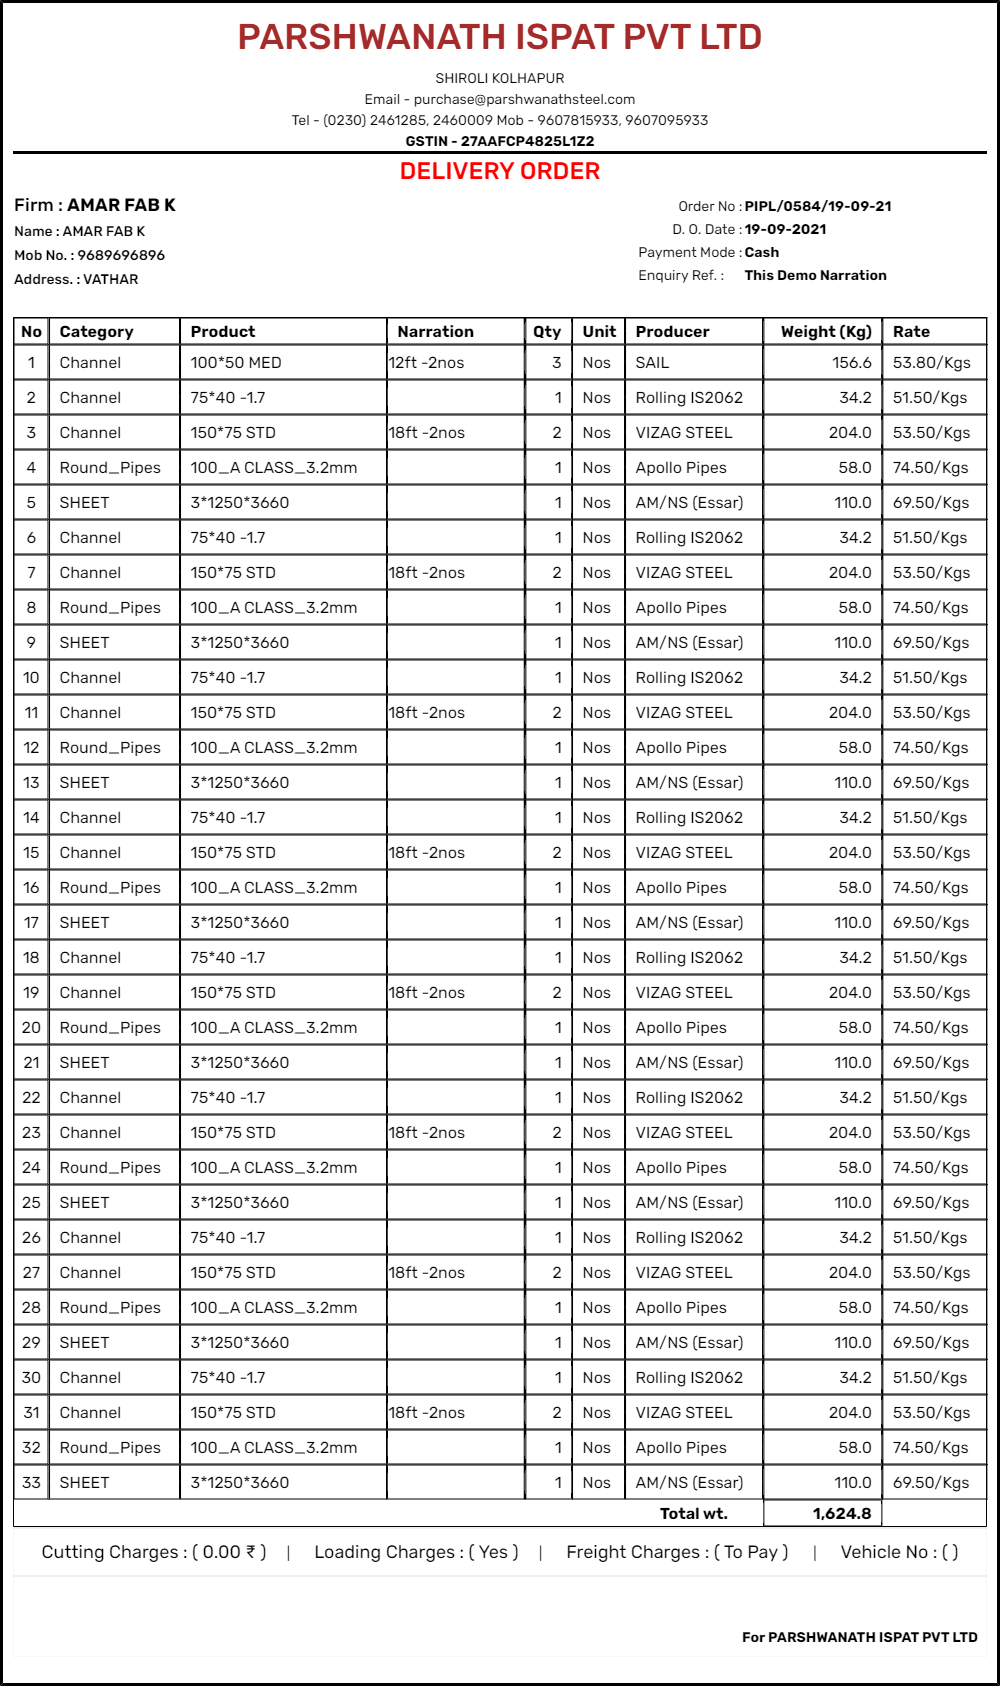 PARSHWANATH ISPAT PVT LTD
SHIROLI KOLHAPUR
Email - purchase@parshwanathsteel.com
Tel - (0230) 2461285, 2460009 Mob - 9607815933, 9607095933
GSTIN - 27AAFCP4825L1Z2
DELIVERY ORDER
Firm : AMAR FAB K
Name : AMAR FAB K
Mob No. : 9689696896
Address. : VATHAR
Order No : PIPL/0584/19-09-21
D. O. Date : 19-09-2021
Payment Mode : Cash
Enquiry Ref. : This Demo Narration
No Category Product Narration Qty Unit Producer Weight (Kg) Rate
1 Channel 100*50 MED 12ft -2nos 3 Nos SAIL 156.6 53.80/Kgs
2 Channel 75*40 -1.7 1 Nos Rolling IS2062 34.2 51.50/Kgs
3 Channel 150*75 STD 18ft -2nos 2 Nos VIZAG STEEL 204.0 53.50/Kgs
4 Round_Pipes 100_A CLASS_3.2mm 1 Nos Apollo Pipes 58.0 74.50/Kgs
5 SHEET 3*1250*3660 1 Nos AM/NS (Essar) 110.0 69.50/Kgs
6 Channel 75*40 -1.7 1 Nos Rolling IS2062 34.2 51.50/Kgs
7 Channel 150*75 STD 18ft -2nos 2 Nos VIZAG STEEL 204.0 53.50/Kgs
8 Round_Pipes 100_A CLASS_3.2mm 1 Nos Apollo Pipes 58.0 74.50/Kgs
9 SHEET 3*1250*3660 1 Nos AM/NS (Essar) 110.0 69.50/Kgs
10 Channel 75*40 -1.7 1 Nos Rolling IS2062 34.2 51.50/Kgs
11 Channel 150*75 STD 18ft -2nos 2 Nos VIZAG STEEL 204.0 53.50/Kgs
12 Round_Pipes 100_A CLASS_3.2mm 1 Nos Apollo Pipes 58.0 74.50/Kgs
13 SHEET 3*1250*3660 1 Nos AM/NS (Essar) 110.0 69.50/Kgs
14 Channel 75*40 -1.7 1 Nos Rolling IS2062 34.2 51.50/Kgs
15 Channel 150*75 STD 18ft -2nos 2 Nos VIZAG STEEL 204.0 53.50/Kgs
16 Round_Pipes 100_A CLASS_3.2mm 1 Nos Apollo Pipes 58.0 74.50/Kgs
17 SHEET 3*1250*3660 1 Nos AM/NS (Essar) 110.0 69.50/Kgs
18 Channel 75*40 -1.7 1 Nos Rolling IS2062 34.2 51.50/Kgs
19 Channel 150*75 STD 18ft -2nos 2 Nos VIZAG STEEL 204.0 53.50/Kgs
20 Round_Pipes 100_A CLASS_3.2mm 1 Nos Apollo Pipes 58.0 74.50/Kgs
21 SHEET 3*1250*3660 1 Nos AM/NS (Essar) 110.0 69.50/Kgs
22 Channel 75*40 -1.7 1 Nos Rolling IS2062 34.2 51.50/Kgs
23 Channel 150*75 STD 18ft -2nos 2 Nos VIZAG STEEL 204.0 53.50/Kgs
24 Round_Pipes 100_A CLASS_3.2mm 1 Nos Apollo Pipes 58.0 74.50/Kgs
25 SHEET 3*1250*3660 1 Nos AM/NS (Essar) 110.0 69.50/Kgs
26 Channel 75*40 -1.7 1 Nos Rolling IS2062 34.2 51.50/Kgs
27 Channel 150*75 STD 18ft -2nos 2 Nos VIZAG STEEL 204.0 53.50/Kgs
28 Round_Pipes 100_A CLASS_3.2mm 1 Nos Apollo Pipes 58.0 74.50/Kgs
29 SHEET 3*1250*3660 1 Nos AM/NS (Essar) 110.0 69.50/Kgs
30 Channel 75*40 -1.7 1 Nos Rolling IS2062 34.2 51.50/Kgs
31 Channel 150*75 STD 18ft -2nos 2 Nos VIZAG STEEL 204.0 53.50/Kgs
32 Round_Pipes 100_A CLASS_3.2mm 1 Nos Apollo Pipes 58.0 74.50/Kgs
33 SHEET 3*1250*3660 1 Nos AM/NS (Essar) 110.0 69.50/Kgs
Total wt. 1,624.8
Cutting Charges : ( 0.00 ₹ ) | Loading Charges : ( Yes ) | Freight Charges : ( To Pay ) | Vehicle No : ( )
For PARSHWANATH ISPAT PVT LTD